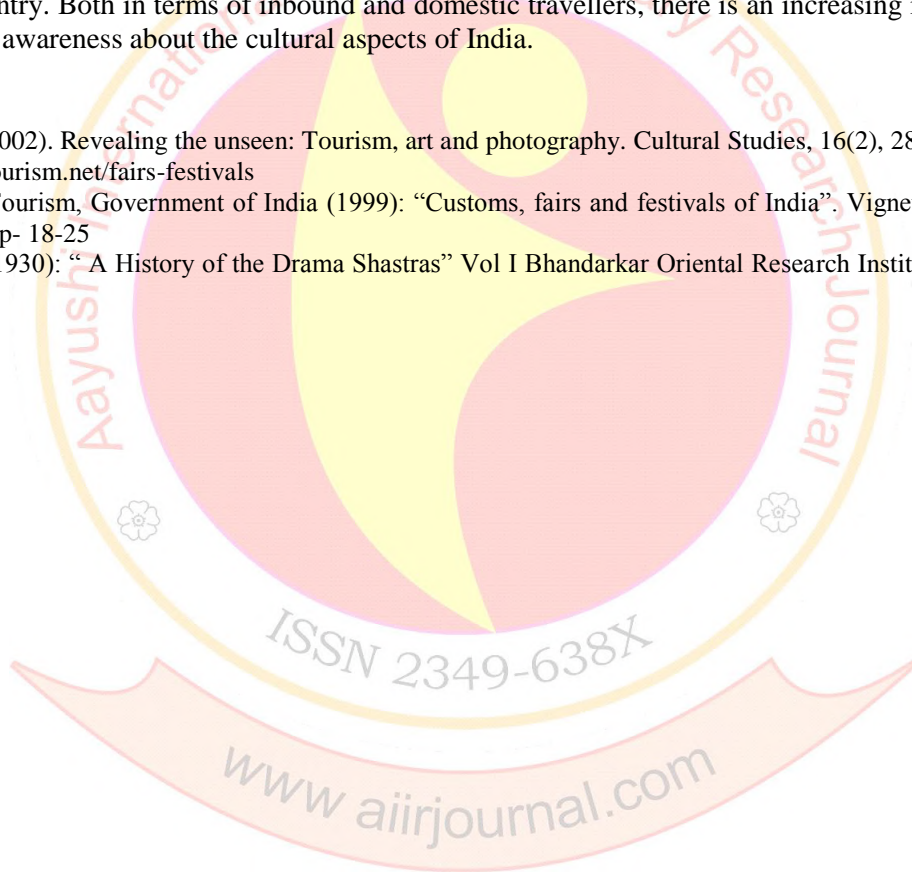 ntry. Both in terms of inbound and domestic travellers, there is an increasing
awareness about the cultural aspects of India.
002). Revealing the unseen: Tourism, art and photography. Cultural Studies, 16(2), 28
ourism.net/fairs-festivals
Tourism, Government of India (1999): “Customs, fairs and festivals of India”. Vigne
p- 18-25
1930): “ A History of the Drama Shastras” Vol I Bhandarkar Oriental Research Instit
Aayushi Internatio
y Research Journal
ISSN 2349-638X
www aiirjournal.com